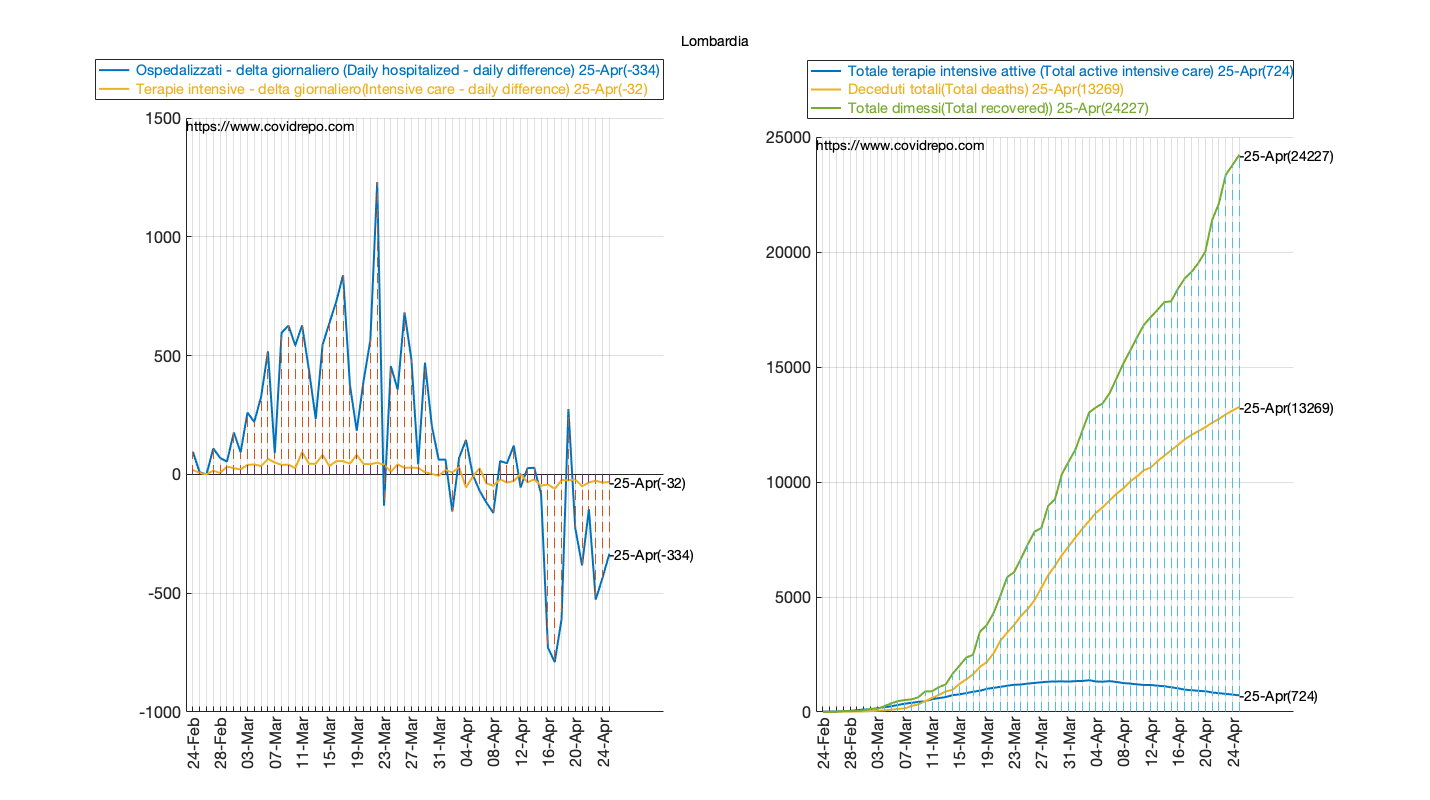 Lombardia
Ospedalizzati - delta giornaliero (Daily hospitalized - daily difference) 25-Apr(-334)
Terapie intensive - delta giornaliero(Intensive care - daily difference) 25-Apr(-32)
https://www.covidrepo.com
1500
1000
500
0
-500
-1000
25-Apr(-32)
25-Apr(-334)
24-Feb
28-Feb
03-Mar
07-Mar
11-Mar
15-Mar
19-Mar
23-Mar
27-Mar
31-Mar
04-Apr
08-Apr
12-Apr
16-Apr
20-Apr
24-Apr
Totale terapie intensive attive (Total active intensive care) 25-Apr(724)
Deceduti totali(Total deaths) 25-Apr(13269)
Totale dimessi(Total recovered)) 25-Apr(24227)
https://www.covidrepo.com
25000
20000
15000
10000
5000
0
25-Apr(24227)
25-Apr(13269)
25-Apr(724)
24-Feb
28-Feb
03-Mar
07-Mar
11-Mar
15-Mar
19-Mar
23-Mar
27-Mar
31-Mar
04-Apr
08-Apr
12-Apr
16-Apr
20-Apr
24-Apr